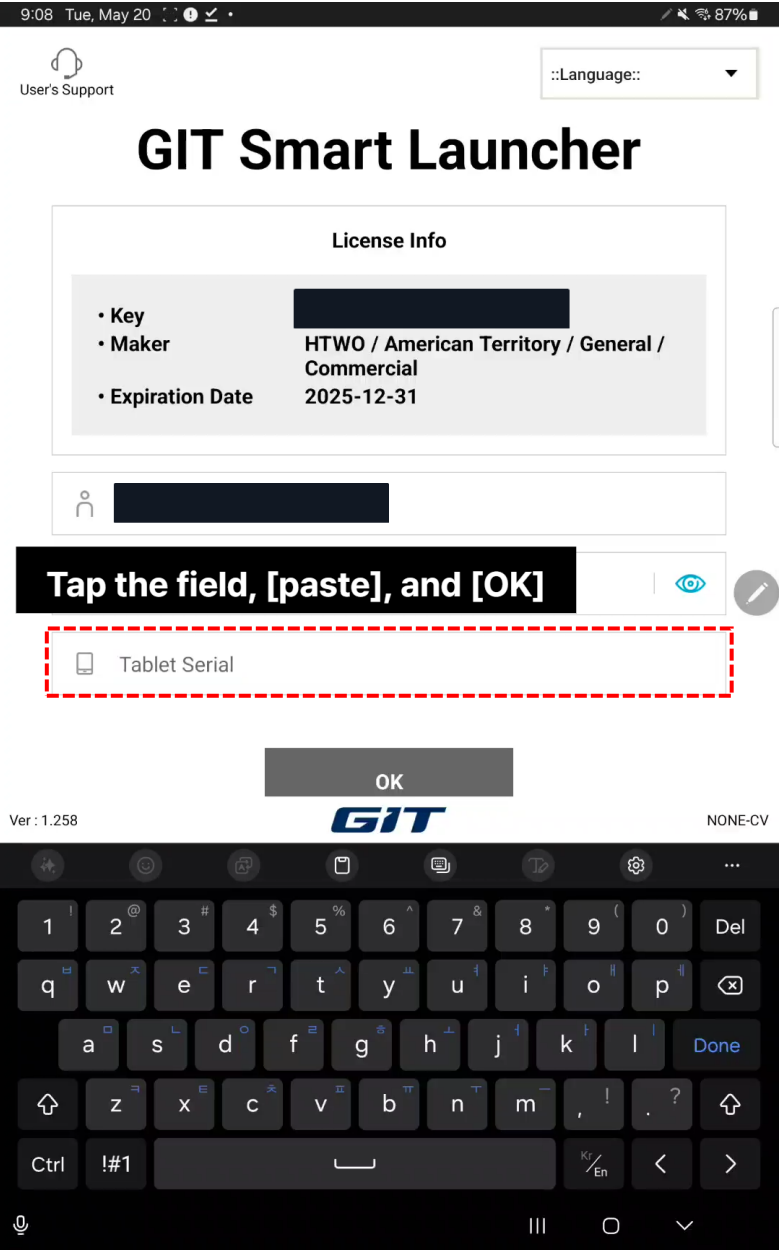 9:08 Tue, May 20 87%
User's Support
::Language::
GIT Smart Launcher
License Info
• Key
• Maker HTWO / American Territory / General /
Commercial
• Expiration Date 2025-12-31
Tap the field, [paste], and [OK]
Tablet Serial
OK
Ver : 1.258 GIT NONE-CV
1 ! 2 @ 3 # 4 $ 5 % 6 ^ 7 & 8 * 9 ( 0 ) Del
q ㅂ w ㅈ e ㄷ r ㄱ t ㅅ y ㅛ u ㅕ i ㅑ o ㅐ p ㅔ
a ㅁ s ㄴ d ㅇ f ㄹ g ㅎ h ㅗ j ㅓ k ㅏ l ㅣ Done
z ㅋ x ㅌ c ㅊ v ㅍ b ㅠ n ㅜ m ㅡ , ! . ?
Ctrl !#1 Kr/En